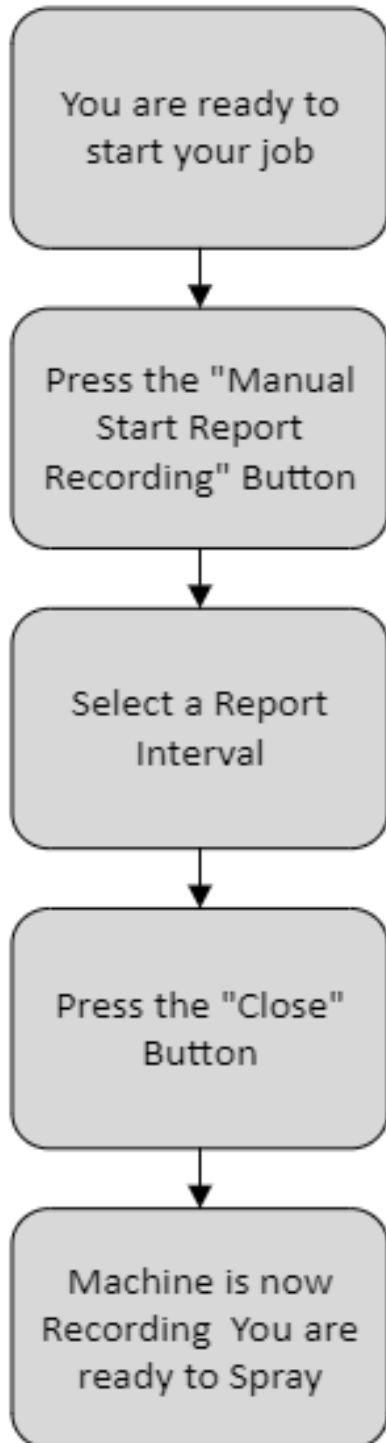 You are ready to
start your job
Press the "Manual
Start Report
Recording" Button
Select a Report
Interval
Press the "Close"
Button
Machine is now
Recording  You are
ready to Spray